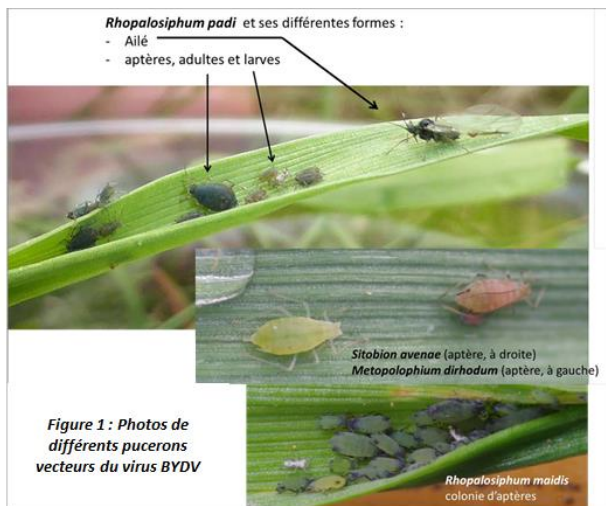 Rhopalosiphum padi et ses différentes formes :
- Ailé
- aptères, adultes et larves
Sitobion avenae (aptère, à droite)
Metopolophium dirhodum (aptère, à gauche)
Figure 1 : Photos de
différents pucerons
vecteurs du virus BYDV
Rhopalosiphum maidis
colonie d’aptères